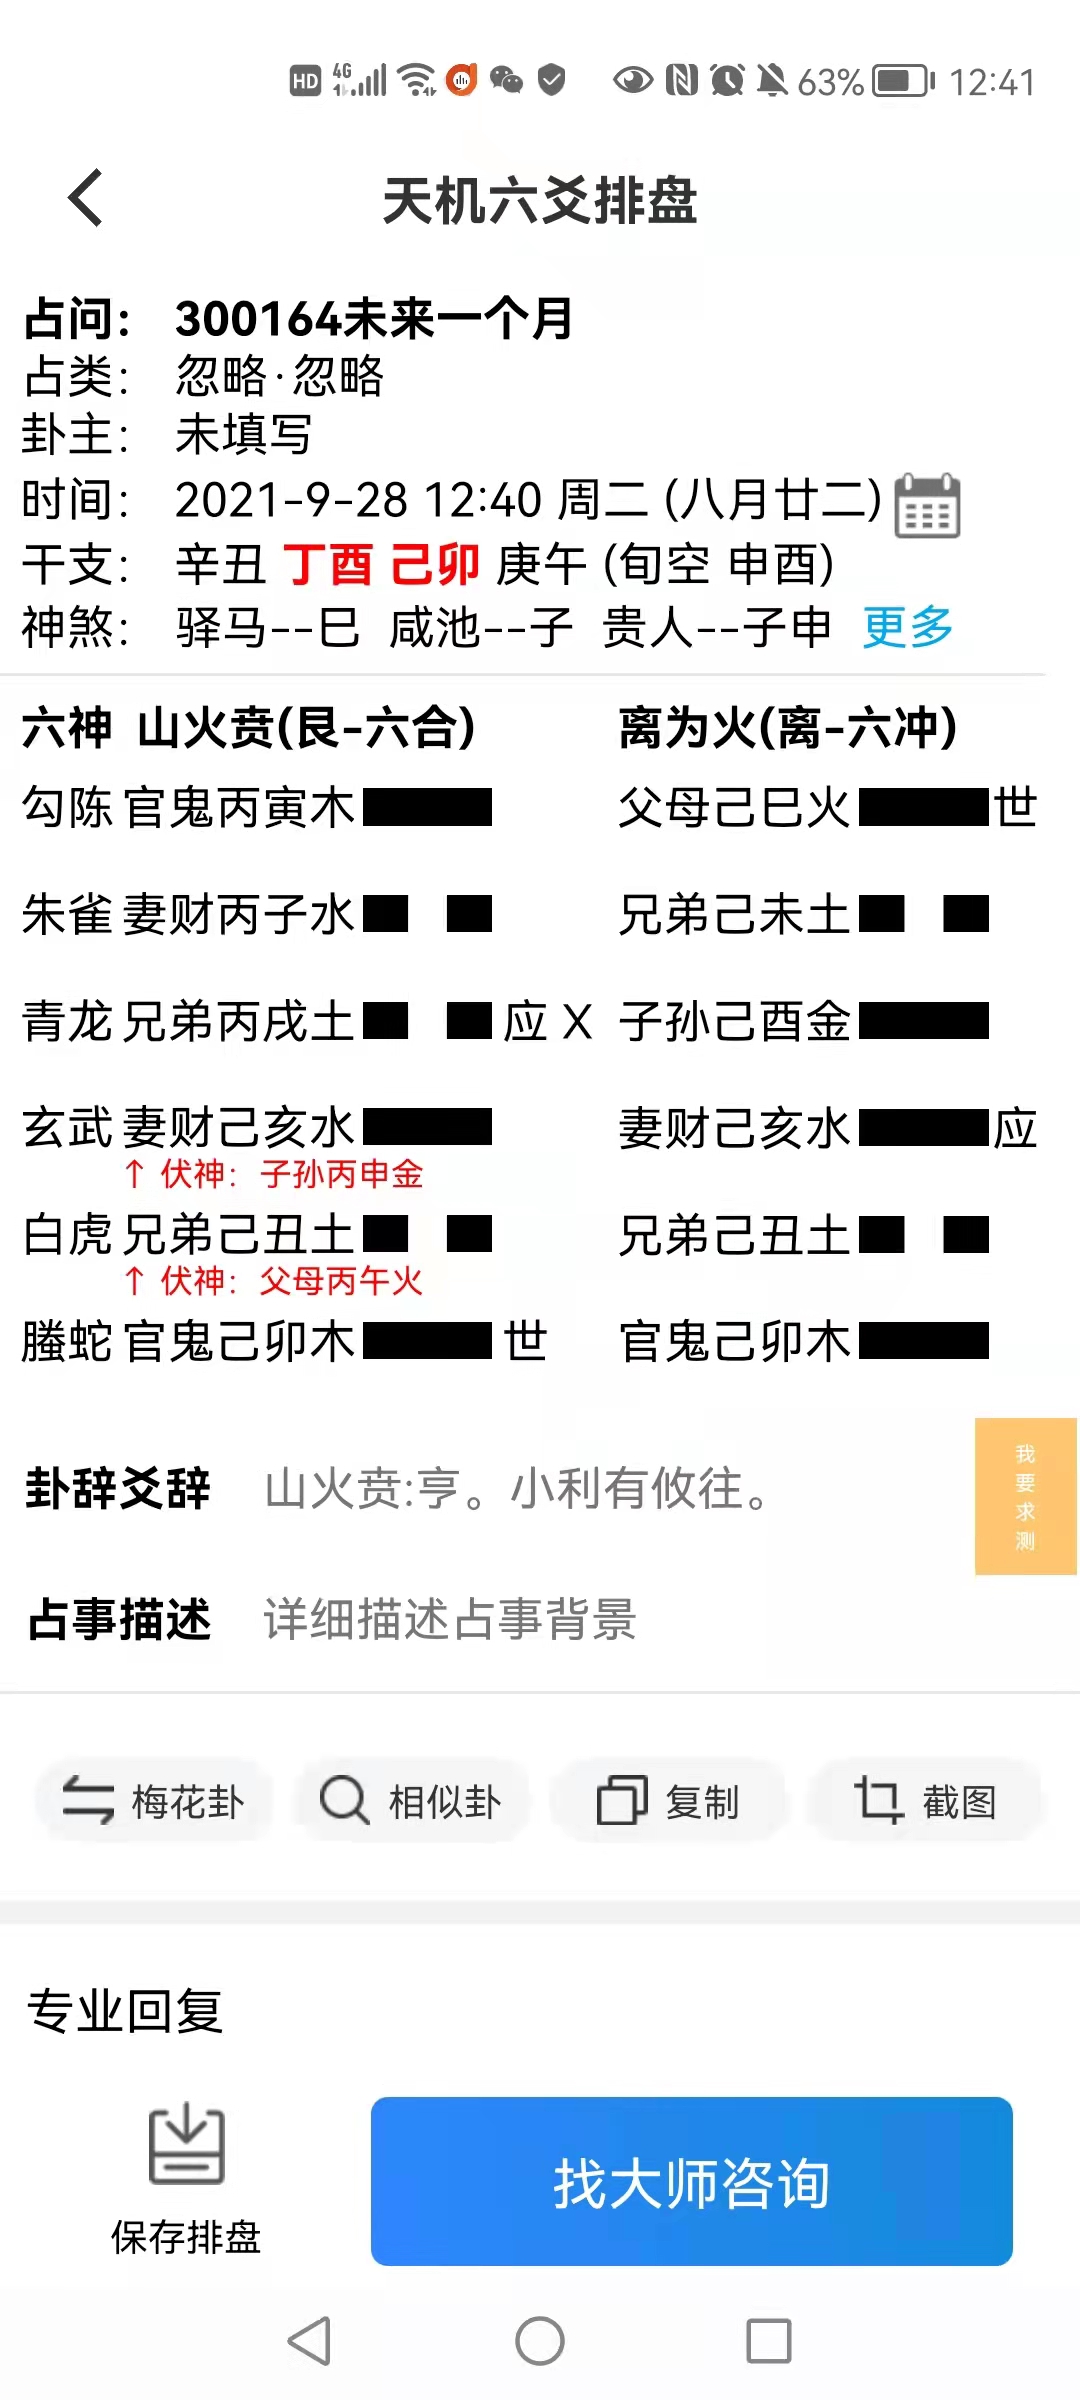 HD 4G 63% 12:41
天机六爻排盘
占问： 300164未来一个月
占类： 忽略·忽略
卦主： 未填写
时间： 2021-9-28 12:40 周二 (八月廿二)
干支： 辛丑 丁酉 己卯 庚午 (旬空 申酉)
神煞： 驿马--巳 咸池--子 贵人--子申 更多
六神 山火贲(艮-六合) 离为火(离-六冲)
勾陈 官鬼丙寅木 父母己巳火 世
朱雀 妻财丙子水 兄弟己未土
青龙 兄弟丙戌土 应 X 子孙己酉金
玄武 妻财己亥水 妻财己亥水 应
↑ 伏神：子孙丙申金
白虎 兄弟己丑土 兄弟己丑土
↑ 伏神：父母丙午火
螣蛇 官鬼己卯木 世 官鬼己卯木
卦辞爻辞 山火贲:亨。小利有攸往。
我要求测
占事描述 详细描述占事背景
梅花卦 相似卦 复制 截图
专业回复
保存排盘
找大师咨询